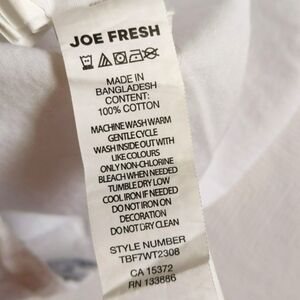 JOE FRESH
MADE IN
BANGLADESH
CONTENT:
100% COTTON
MACHINE WASH WARM
GENTLE CYCLE
WASH INSIDE OUT WITH
LIKE COLOURS
ONLY NON-CHLORINE
BLEACH WHEN NEEDED
TUMBLE DRY LOW
COOL IRON IF NEEDED
DO NOT IRON ON
DECORATION
DO NOT DRY CLEAN
STYLE NUMBER
TBF7WT2308
CA 15372
RN 133886